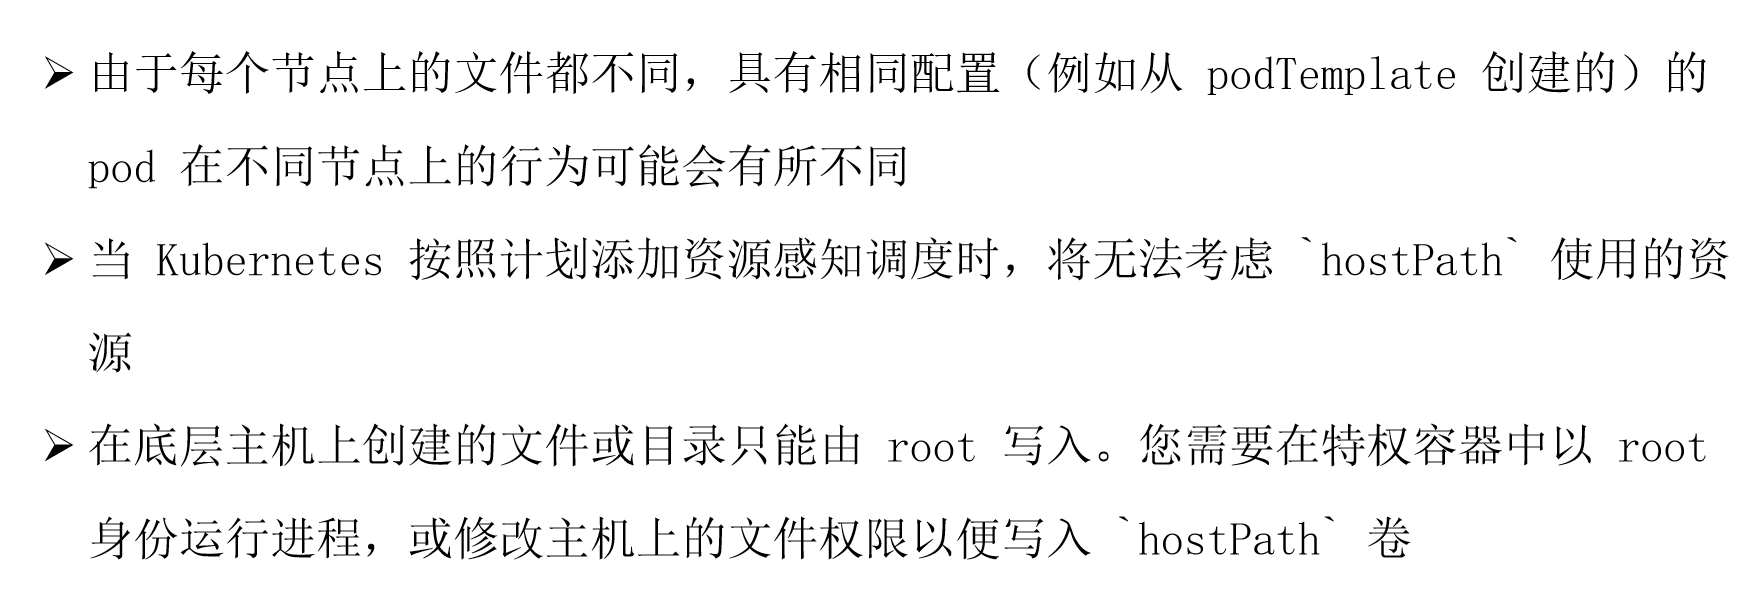 ➢ 由于每个节点上的文件都不同，具有相同配置（例如从 podTemplate 创建的）的
pod 在不同节点上的行为可能会有所不同
➢ 当 Kubernetes 按照计划添加资源感知调度时，将无法考虑 `hostPath` 使用的资
源
➢ 在底层主机上创建的文件或目录只能由 root 写入。您需要在特权容器中以 root
身份运行进程，或修改主机上的文件权限以便写入 `hostPath` 卷